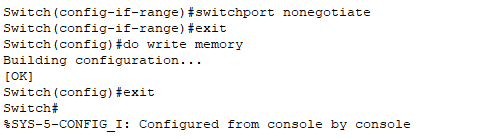 Switch(config-if-range)#switchport nonegotiate
Switch(config-if-range)#exit
Switch(config)#do write memory
Building configuration...
[OK]
Switch(config)#exit
Switch#
%SYS-5-CONFIG_I: Configured from console by console